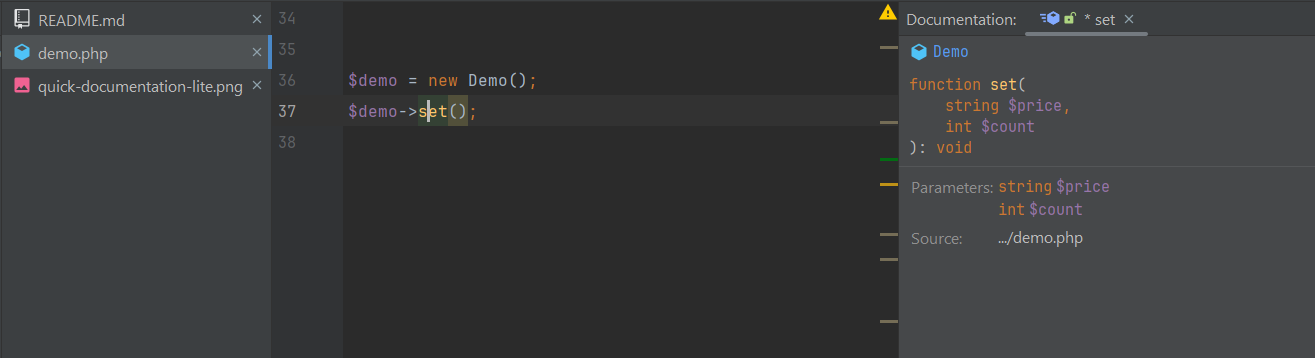 README.md ×
demo.php ×
quick-documentation-lite.png ×
34
35
36 $demo = new Demo();
37 $demo->set();
38
Documentation: * set ×
Demo
function set(
    string $price,
    int $count
): void
Parameters: string $price
int $count
Source: .../demo.php